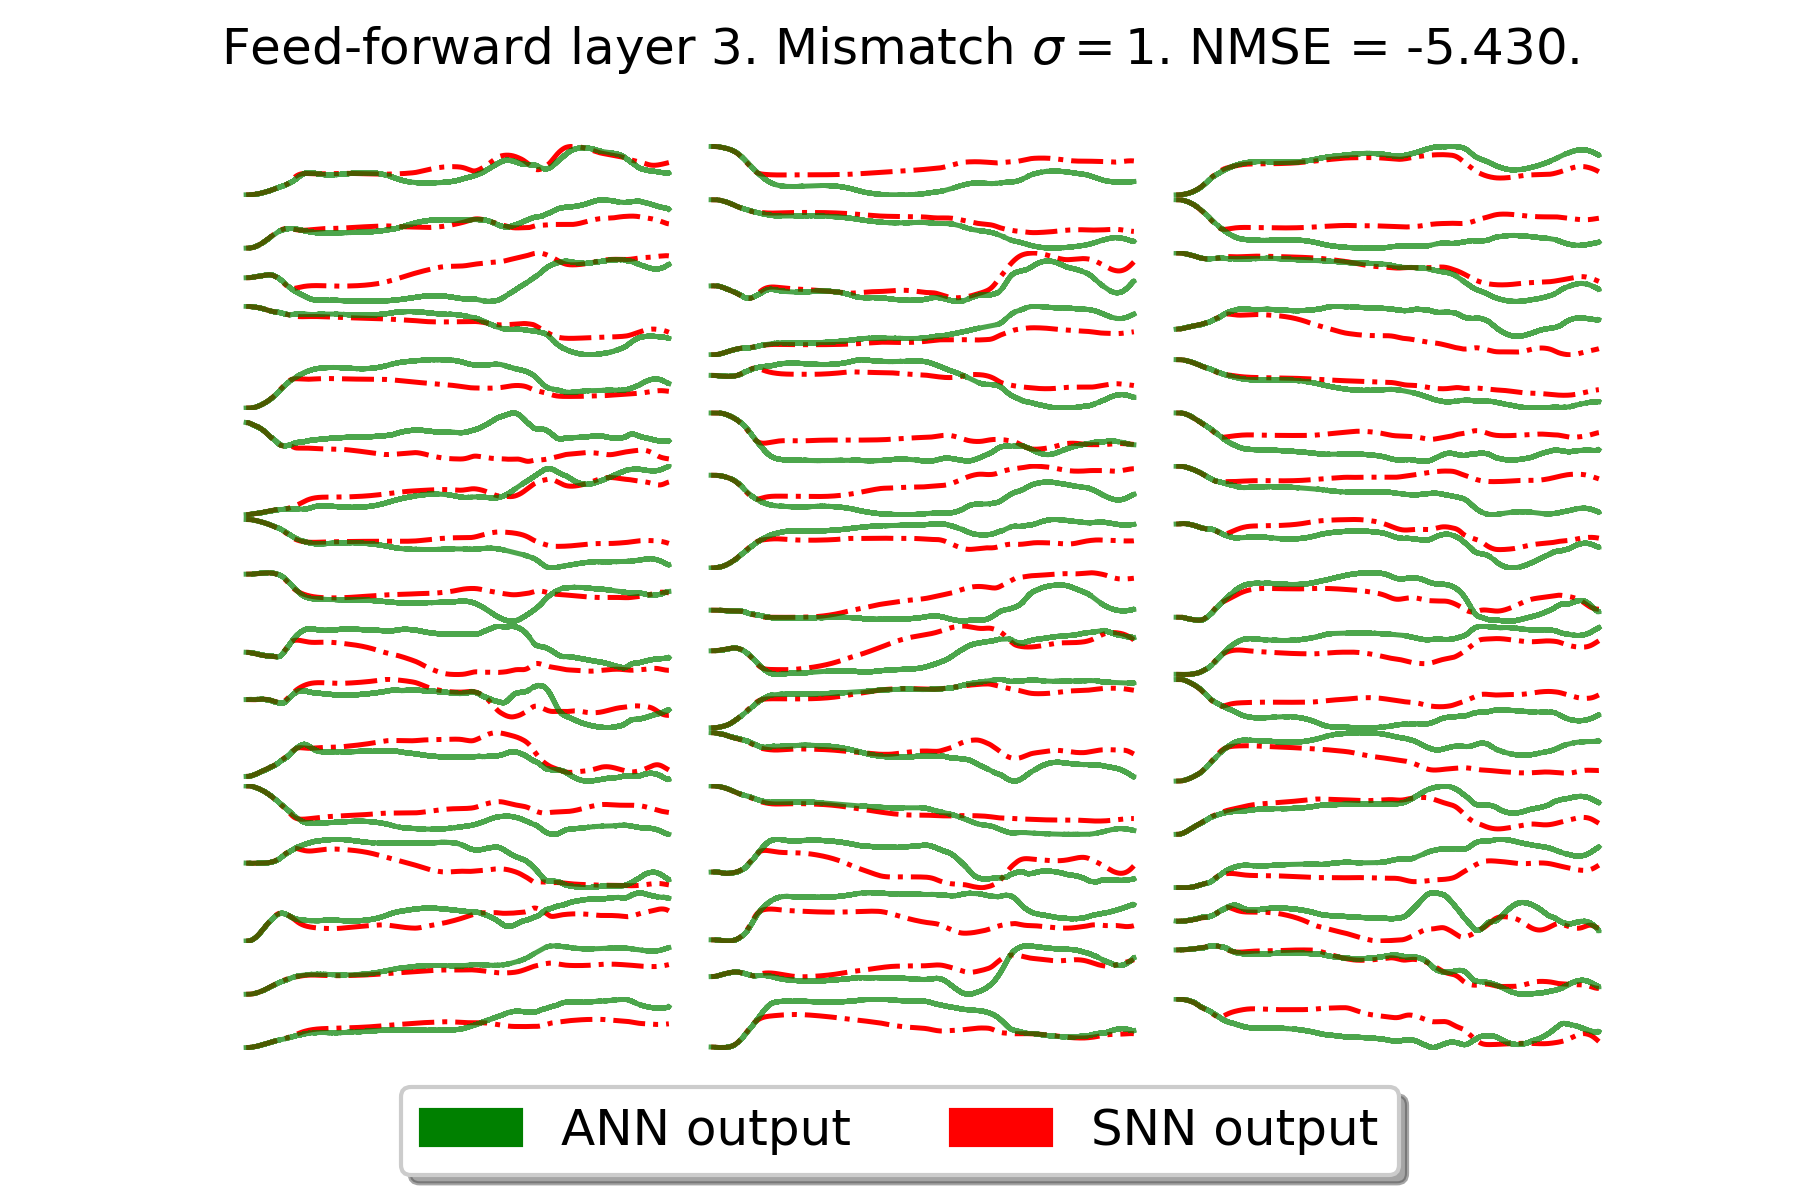 Feed-forward layer 3. Mismatch σ = 1. NMSE = -5.430.
ANN output
SNN output